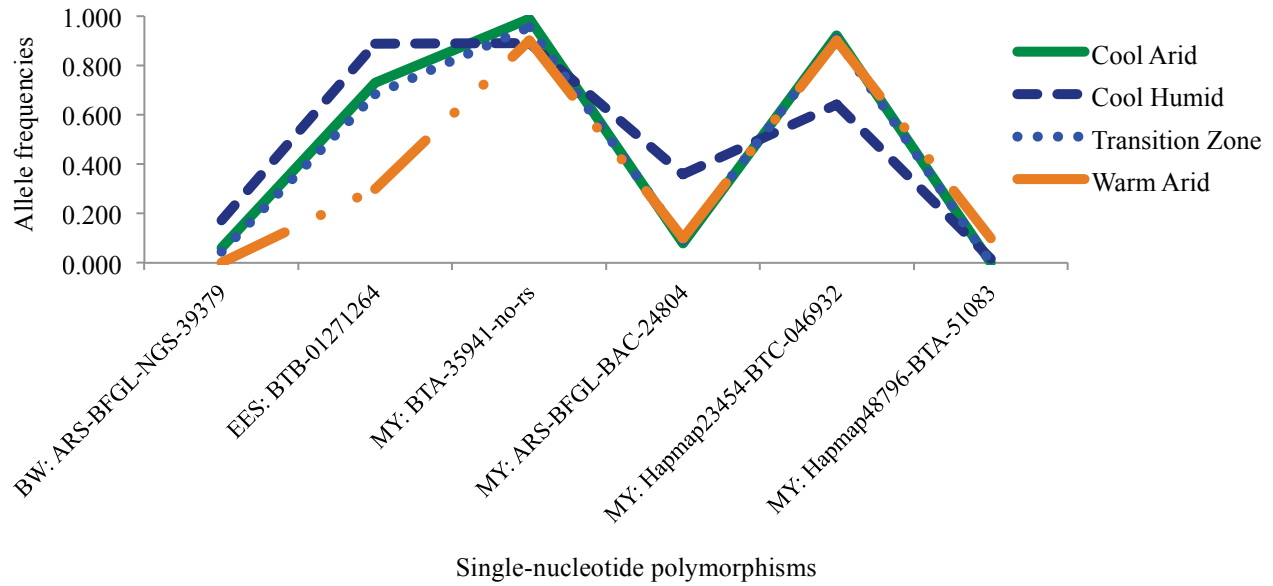 Allele frequencies
1.000
0.800
0.600
0.400
0.200
0.000
BW: ARS-BFGL-NGS-39379
EES: BTB-01271264
MY: BTA-35941-no-rs
MY: ARS-BFGL-BAC-24804
MY: Hapmap23454-BTC-046932
MY: Hapmap48796-BTA-51083
Single-nucleotide polymorphisms
Cool Arid
Cool Humid
Transition Zone
Warm Arid